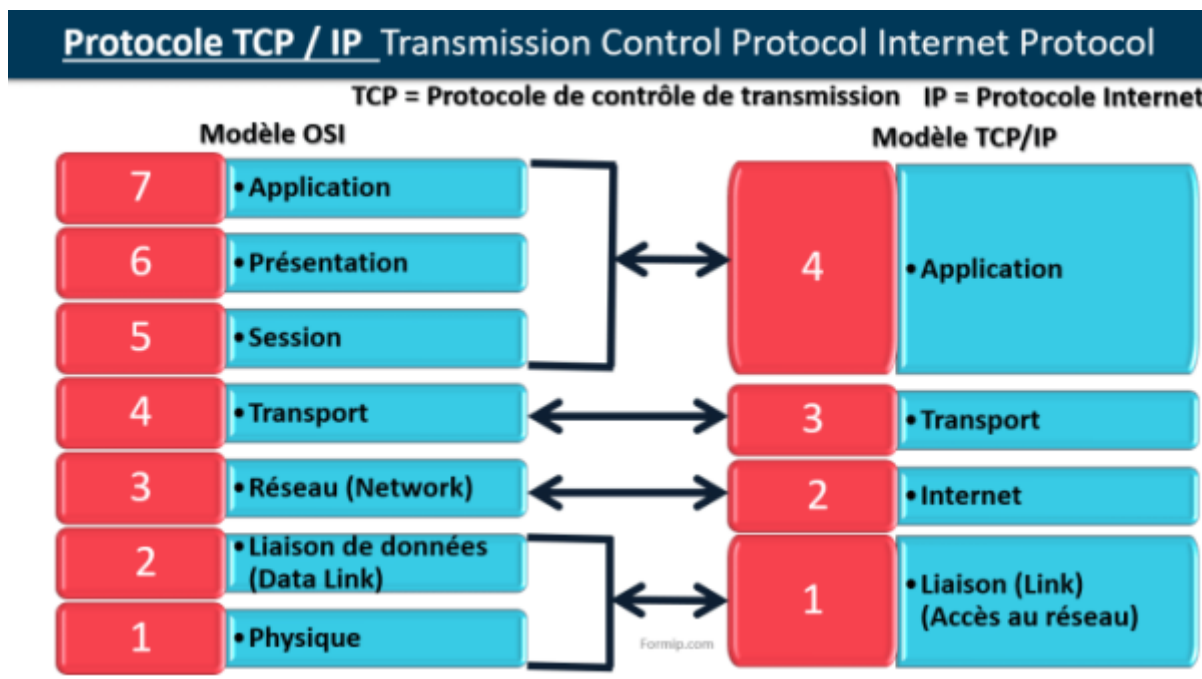 Protocole TCP / IP Transmission Control Protocol Internet Protocol
TCP = Protocole de contrôle de transmission IP = Protocole Internet
Modèle OSI
7
• Application
6
• Présentation
5
• Session
4
• Transport
3
• Réseau (Network)
2
• Liaison de données
(Data Link)
1
• Physique
Modèle TCP/IP
4
• Application
3
• Transport
2
• Internet
1
• Liaison (Link)
(Accès au réseau)
Formip.com